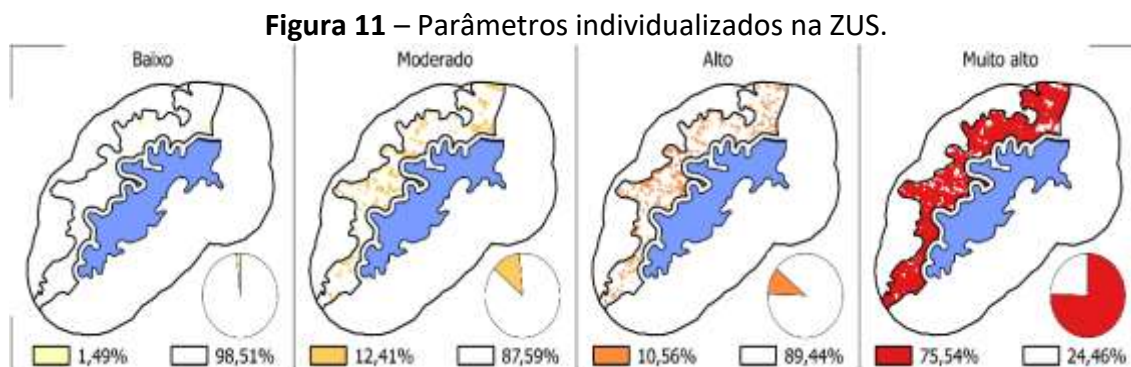 Figura 11 – Parâmetros individualizados na ZUS.
Baixo Moderado Alto Muito alto
1,49% 98,51% 12,41% 87,59% 10,56% 89,44% 75,54% 24,46%